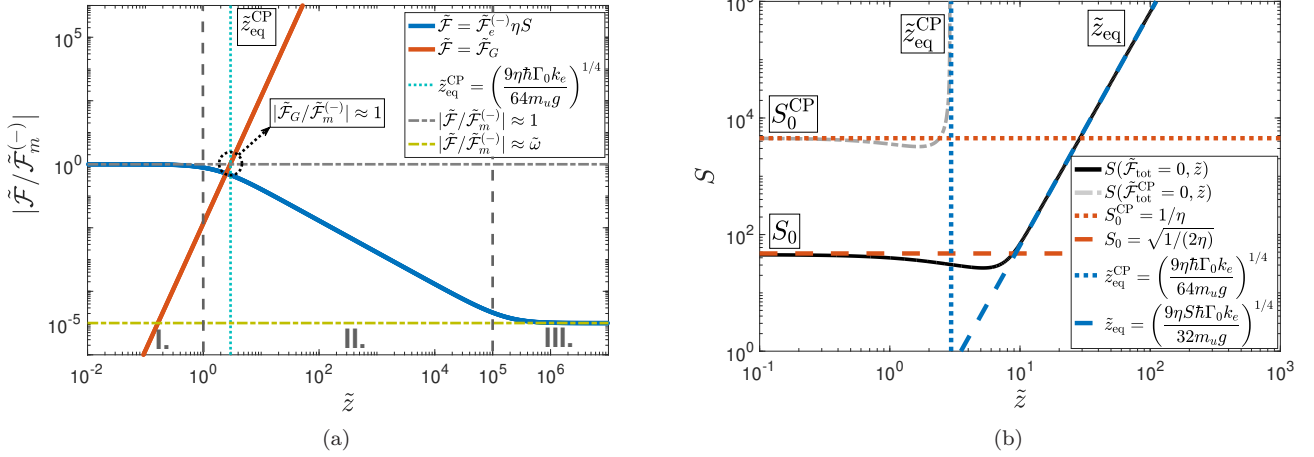 10^6
10^0
10^-5
|F̃/F̃_m^(-)|
z̃_eq^CP
F̃ = F̃_e^(-)ηS
F̃ = F̃_G
z̃_eq^CP = (9ηħΓ_0k_e / 64m_ug)^1/4
|F̃/F̃_m^(-)| ≈ 1
|F̃/F̃_m^(-)| ≈ ω̃
|F̃_G/F̃_m^(-)| ≈ 1
I.
II.
III.
10^-2
10^0
10^2
10^4
10^5
10^6
z̃
(a)
10^8
10^6
10^4
10^2
10^0
S
z̃_eq^CP
z̃_eq
S_0^CP
S_0
S(F̃_tot = 0, z̃)
S(F̃_tot^CP = 0, z̃)
S_0^CP = 1/η
S_0 = √1/(2η)
z̃_eq^CP = (9ηħΓ_0k_e / 64m_ug)^1/4
z̃_eq = (9ηSħΓ_0k_e / 32m_ug)^1/4
10^-1
10^0
10^1
10^2
10^3
z̃
(b)